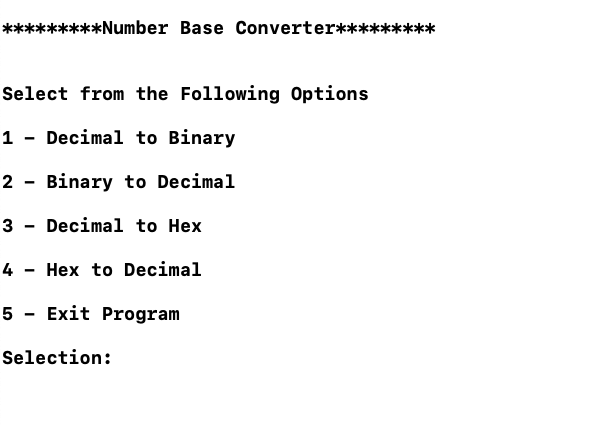 *********Number Base Converter*********
Select from the Following Options
1 - Decimal to Binary
2 - Binary to Decimal
3 - Decimal to Hex
4 - Hex to Decimal
5 - Exit Program
Selection: